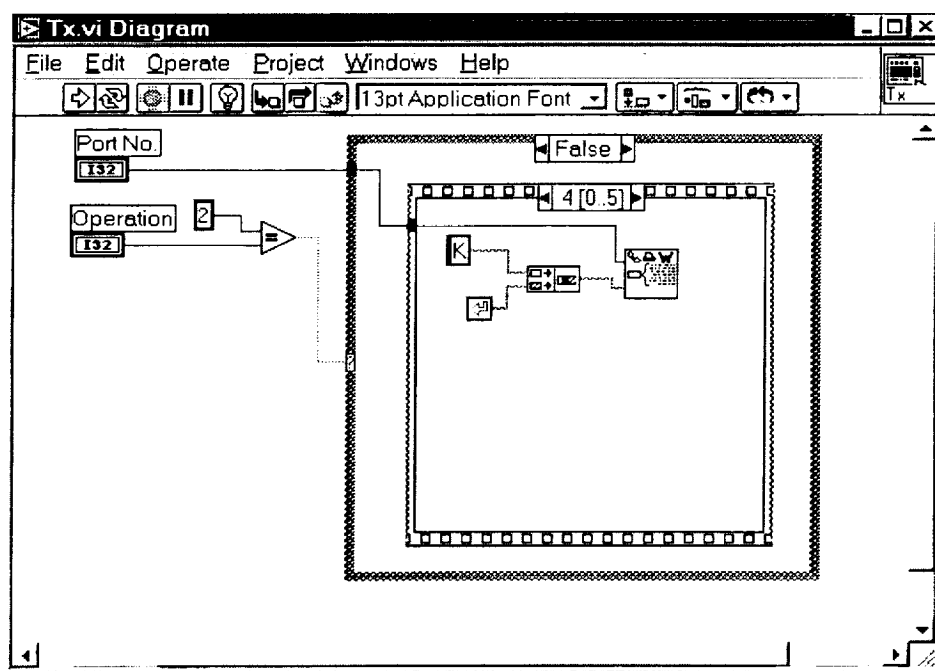 Tx.vi Diagram
File Edit Operate Project Windows Help
13pt Application Font
Tx
Port No.
I32
False
4 [0..5]
Operation
2
=
I32
K
W